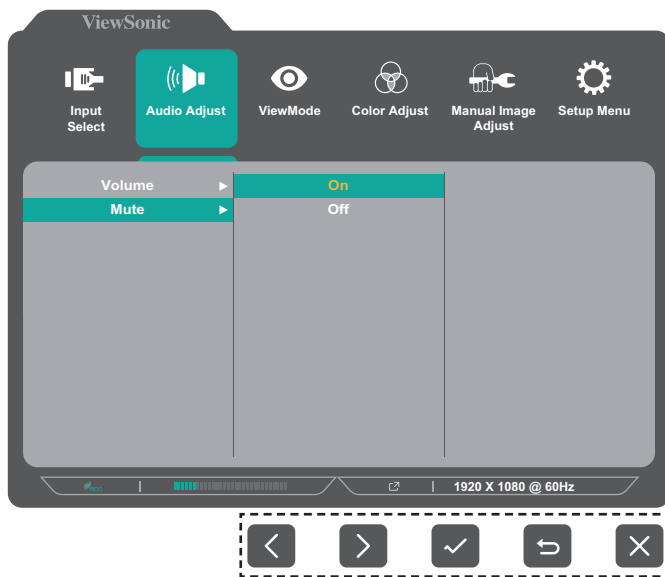 ViewSonic
Input
Select
Audio Adjust
ViewMode
Color Adjust
Manual Image
Adjust
Setup Menu
Volume
On
Mute
Off
eco
1920 X 1080 @ 60Hz